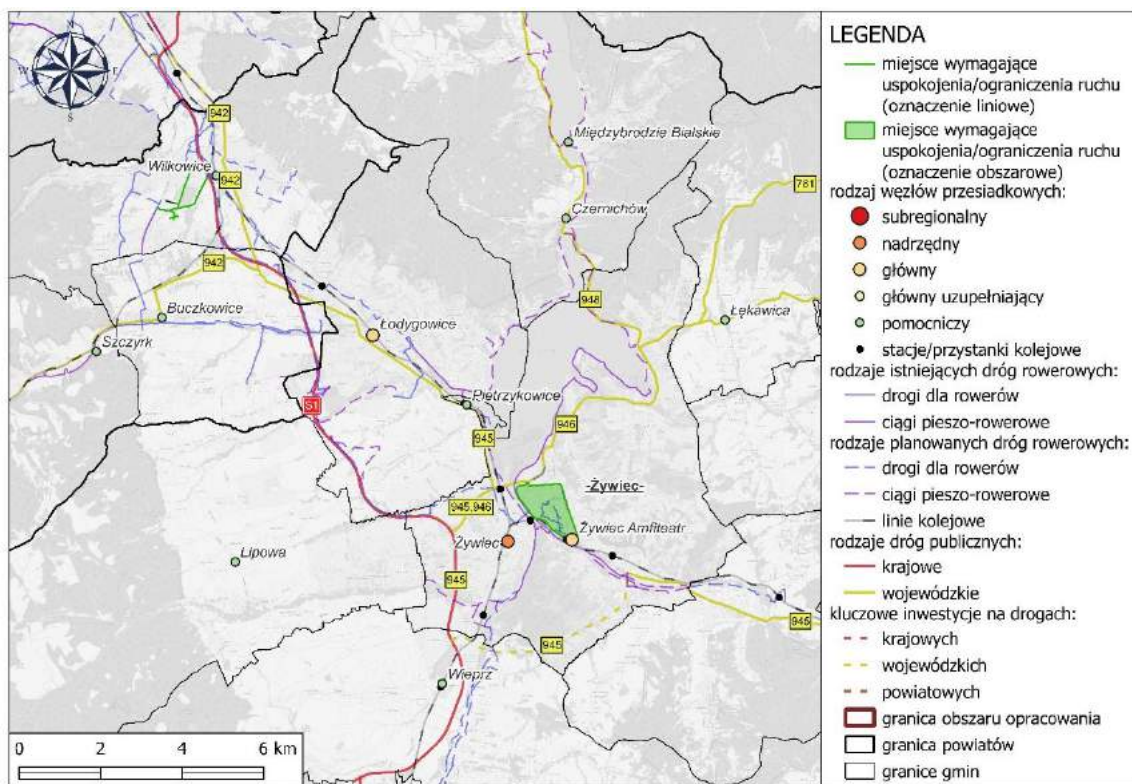 N
W
E
S
942
Wilkowice
942
Międzybrodzie Bialskie
781
Czernichów
942
948
Buczkowice
Szczyrk
Łodygowice
Łękawica
S1
Pietrzykowice
945
946
-Żywiec-
945,946
Żywiec
Żywiec Amfiteatr
Lipowa
945
945
945
Wieprz
0 2 4 6 km
LEGENDA
miejsce wymagające
uspokojenia/ograniczenia ruchu
(oznaczenie liniowe)
miejsce wymagające
uspokojenia/ograniczenia ruchu
(oznaczenie obszarowe)
rodzaj węzłów przesiadkowych:
subregionalny
nadrzędny
główny
główny uzupełniający
pomocniczy
stacje/przystanki kolejowe
rodzaje istniejących dróg rowerowych:
drogi dla rowerów
ciągi pieszo-rowerowe
rodzaje planowanych dróg rowerowych:
drogi dla rowerów
ciągi pieszo-rowerowe
linie kolejowe
rodzaje dróg publicznych:
krajowe
wojewódzkie
kluczowe inwestycje na drogach:
krajowych
wojewódzkich
powiatowych
granica obszaru opracowania
granica powiatów
granice gmin